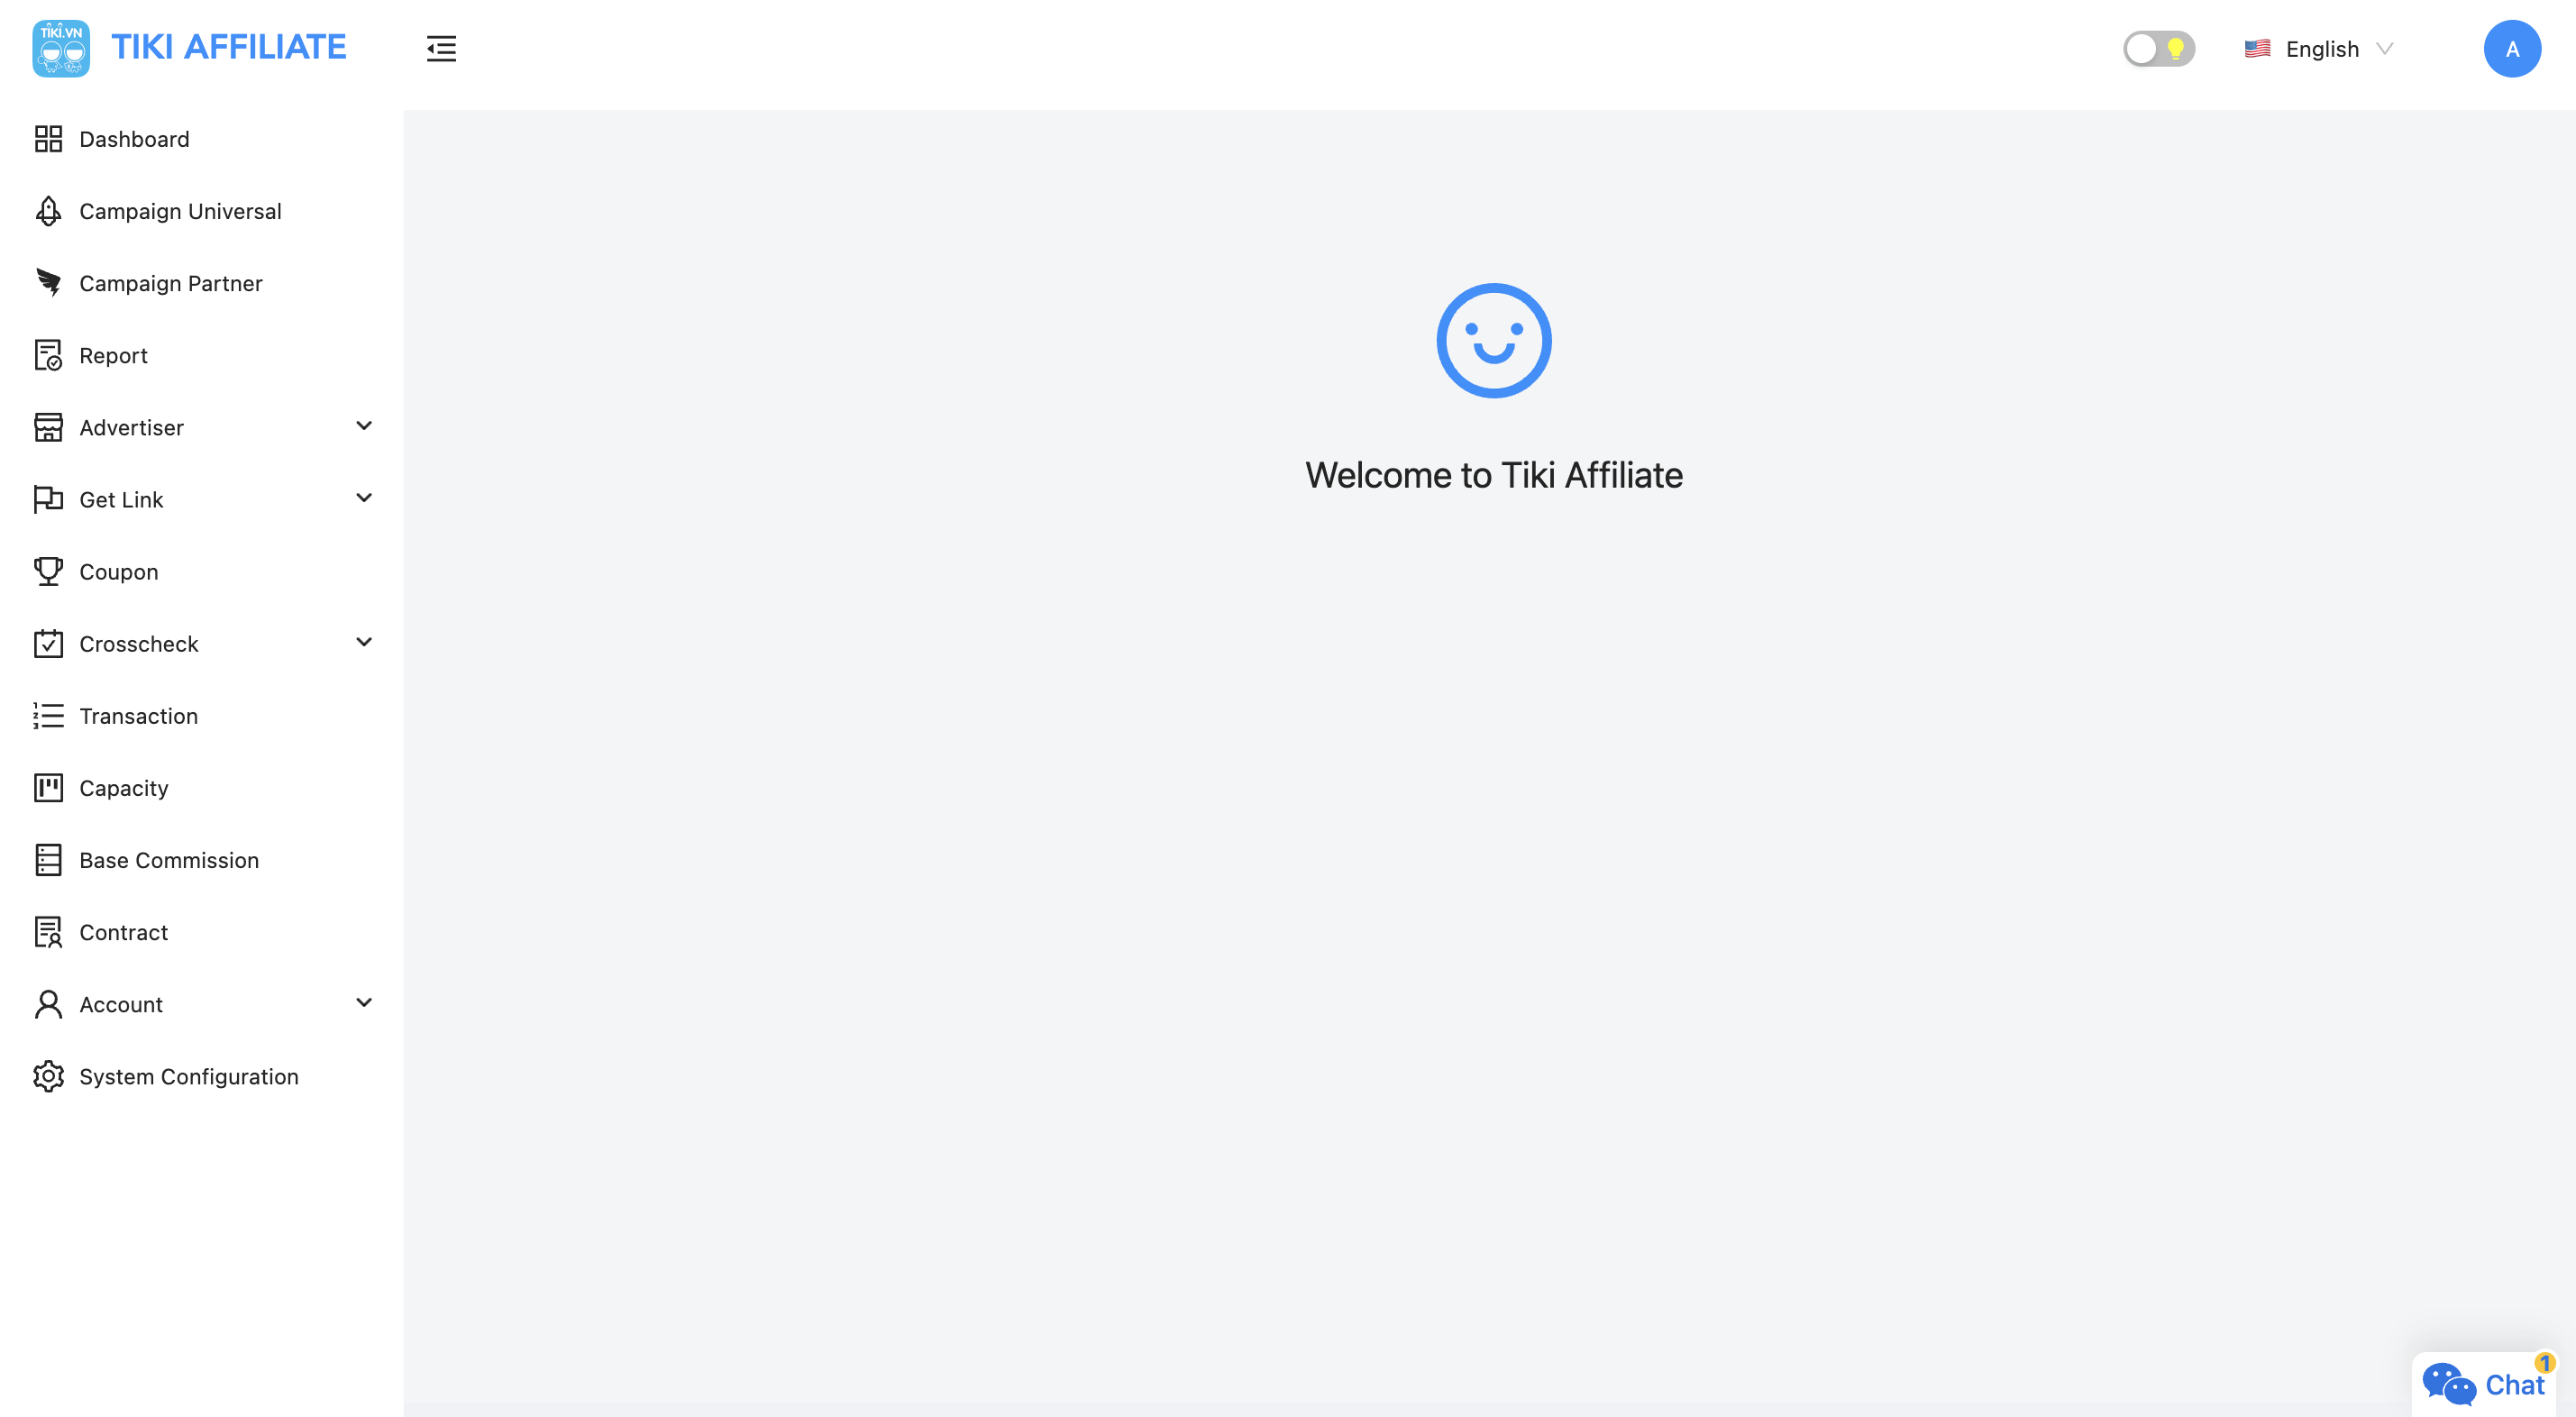 TIKI.VN
TIKI AFFILIATE
English
A
Dashboard
Campaign Universal
Campaign Partner
Report
Advertiser
Get Link
Coupon
Crosscheck
Transaction
Capacity
Base Commission
Contract
Account
System Configuration
Welcome to Tiki Affiliate
1
Chat